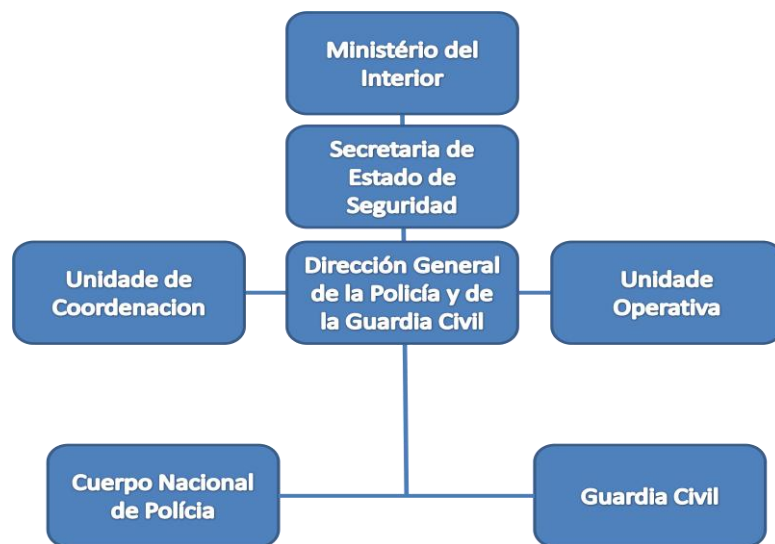 Ministério del
Interior
Secretaria de
Estado de
Seguridad
Unidade de
Coordenacion
Dirección General
de la Policía y de
la Guardia Civil
Unidade
Operativa
Cuerpo Nacional
de Polícia
Guardia Civil